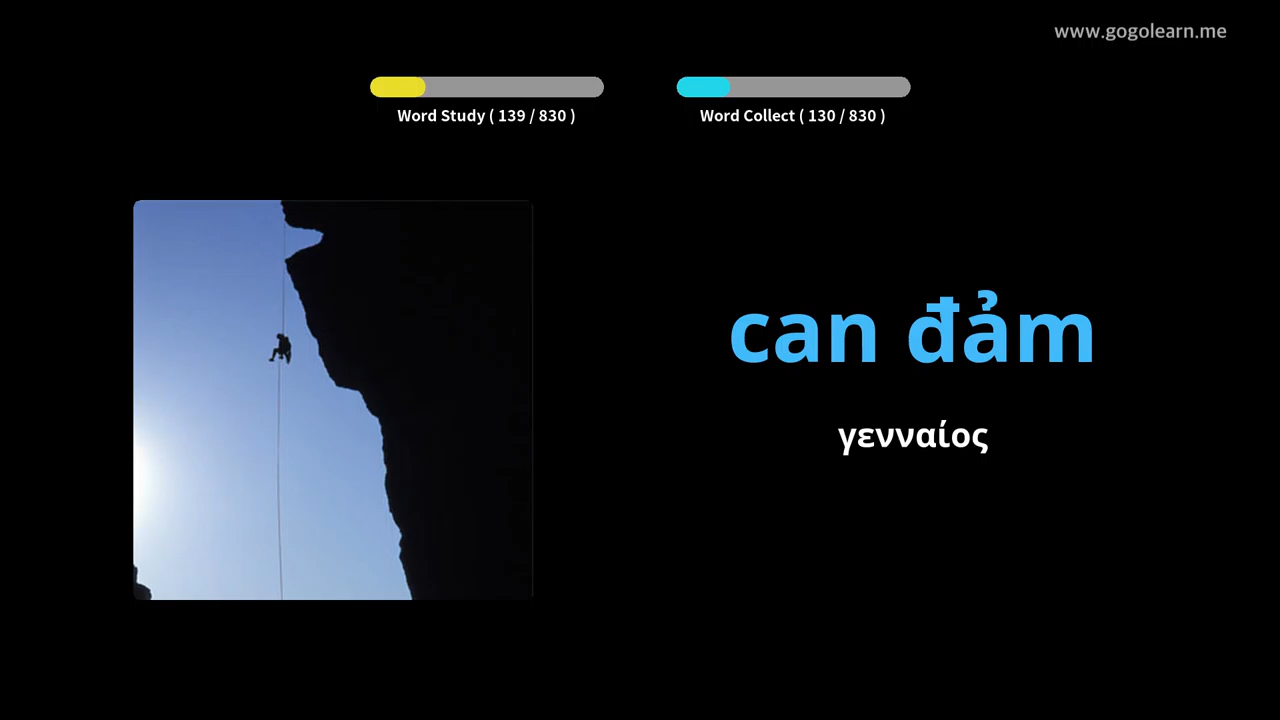 www.gogolearn.me
Word Study ( 139 / 830 )
Word Collect ( 130 / 830 )
can đảm
γενναίος